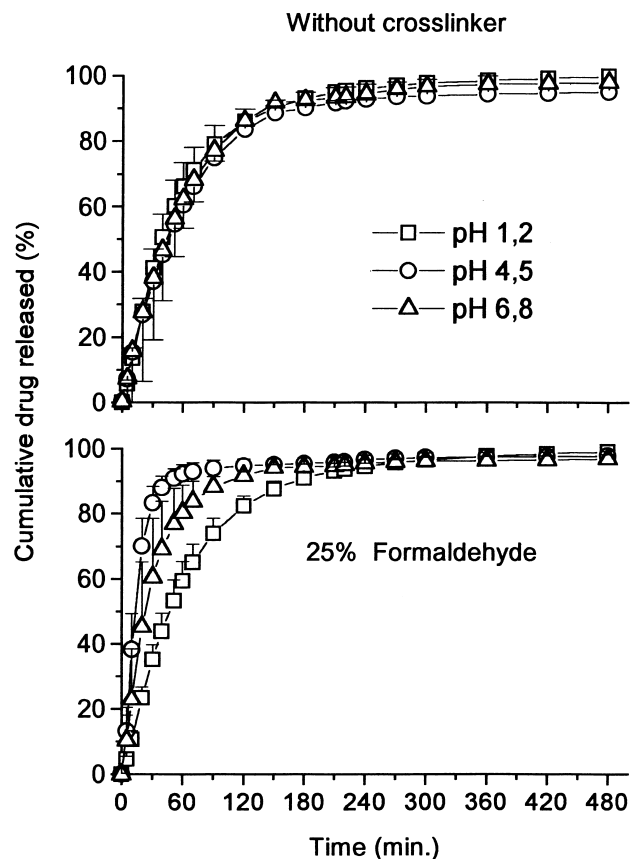 Without crosslinker
100
80
60
40
20
0
pH 1,2
pH 4,5
pH 6,8
Cumulative drug released (%)
100
80
60
40
20
0
25% Formaldehyde
0 60 120 180 240 300 360 420 480
Time (min.)